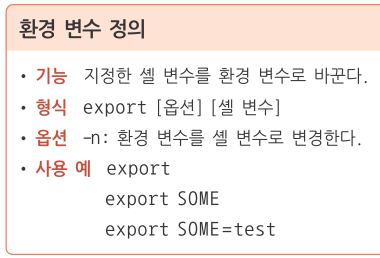 환경 변수 정의
• 기능 지정한 셸 변수를 환경 변수로 바꾼다.
• 형식 export [옵션] [셸 변수]
• 옵션 -n: 환경 변수를 셸 변수로 변경한다.
• 사용 예 export
export SOME
export SOME=test